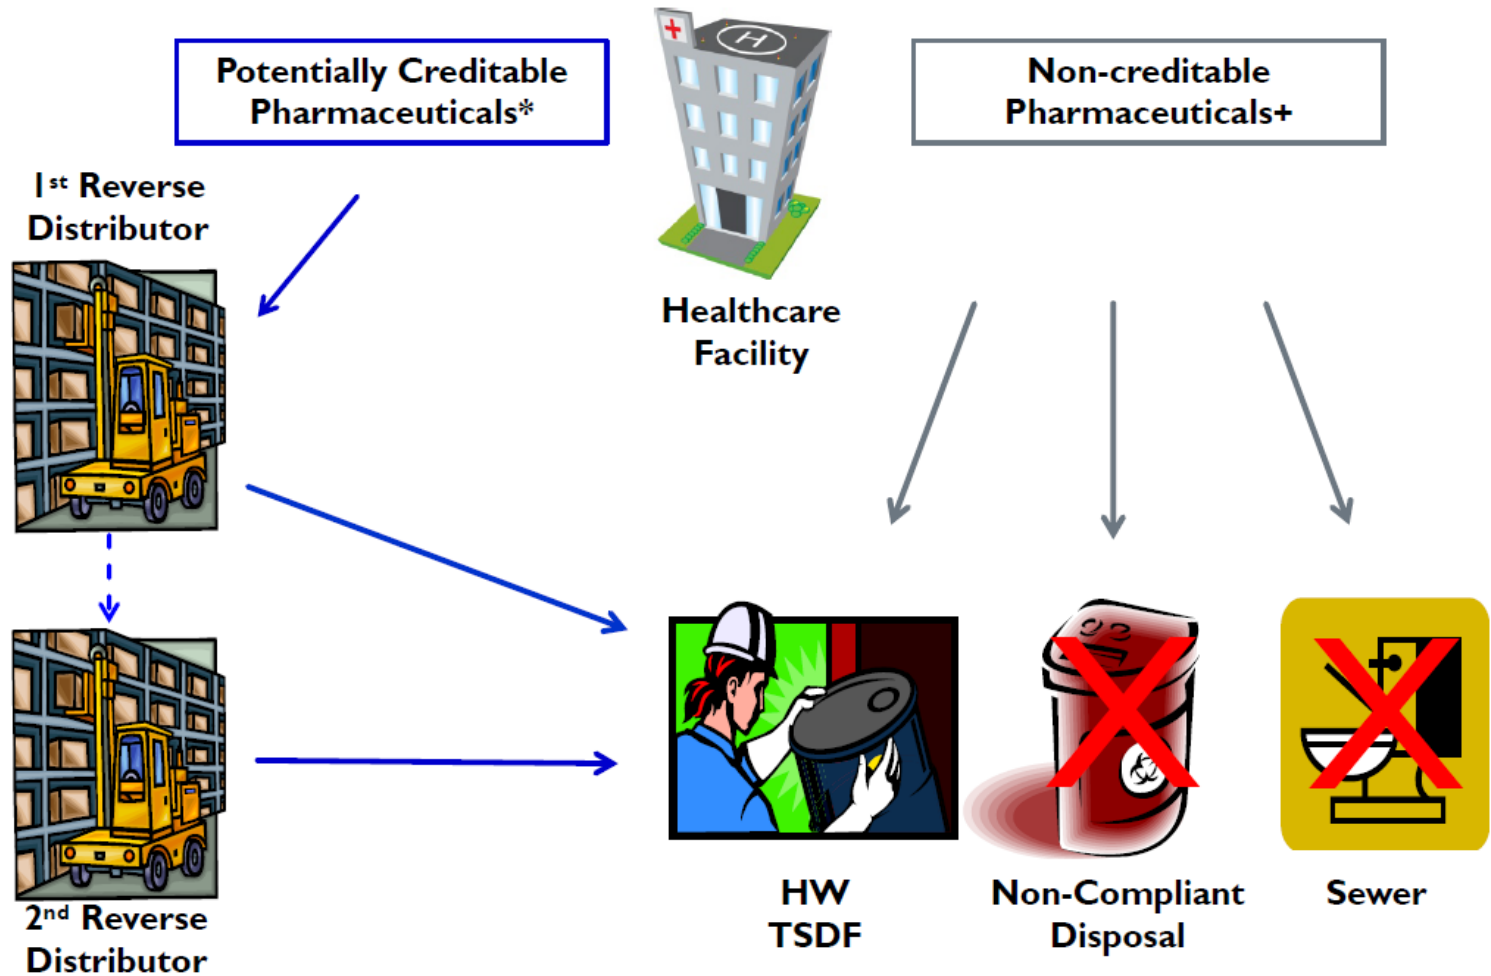 Potentially Creditable
Pharmaceuticals*
H
Non-creditable
Pharmaceuticals+
1st Reverse
Distributor
Healthcare
Facility
2nd Reverse
Distributor
HW
TSDF
Non-Compliant
Disposal
Sewer